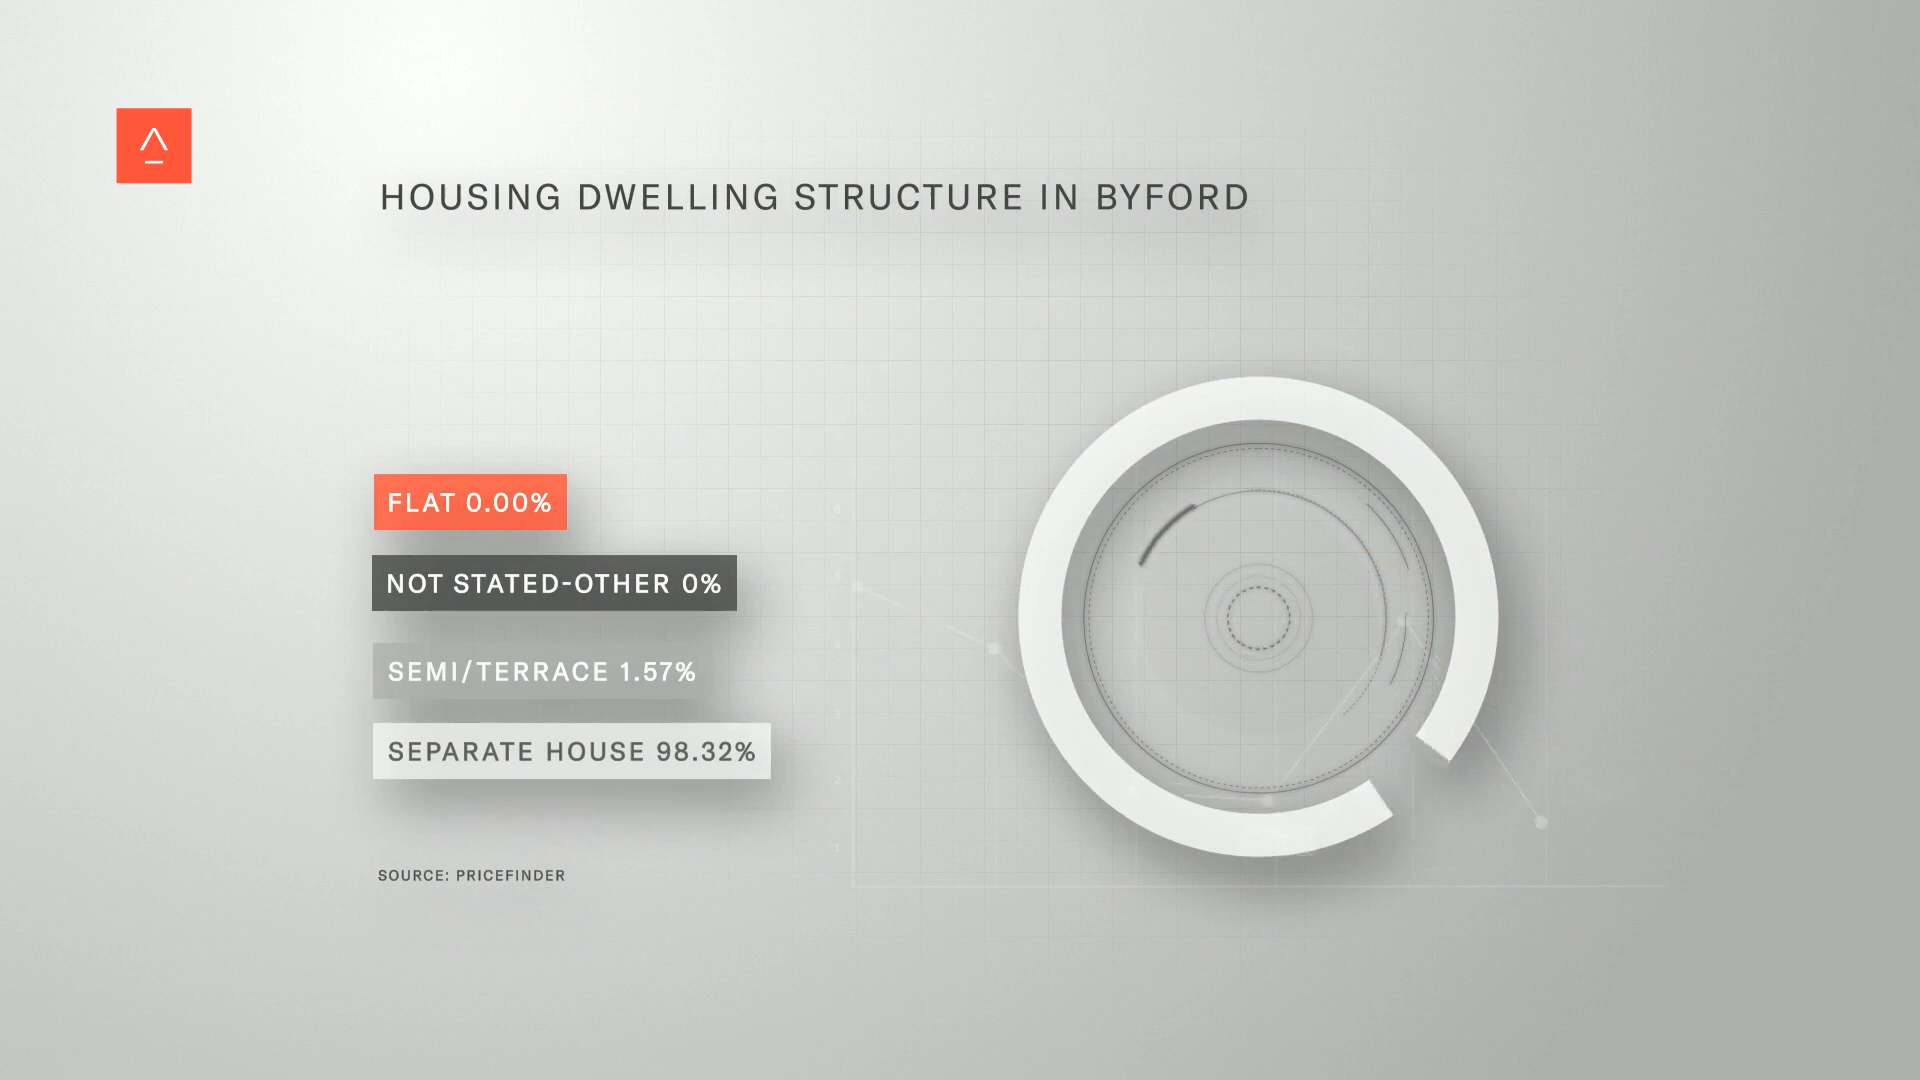 HOUSING DWELLING STRUCTURE IN BYFORD
FLAT 0.00%
NOT STATED-OTHER 0%
SEMI/TERRACE 1.57%
SEPARATE HOUSE 98.32%
SOURCE: PRICEFINDER